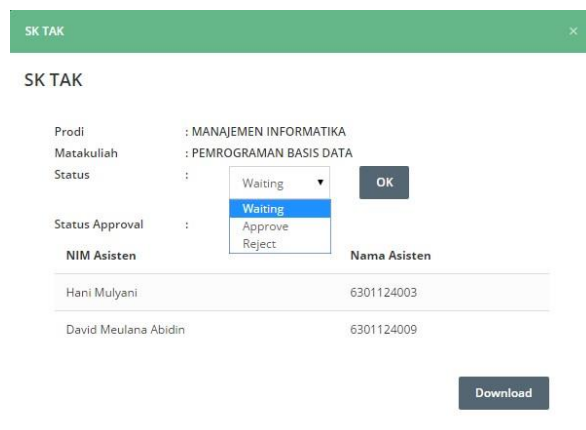 SK TAK ×
SK TAK
Prodi : MANAJEMEN INFORMATIKA
Matakuliah : PEMROGRAMAN BASIS DATA
Status : Waiting OK
Waiting
Status Approval : Approve
Reject
NIM Asisten Nama Asisten
Hani Mulyani 6301124003
David Meulana Abidin 6301124009
Download